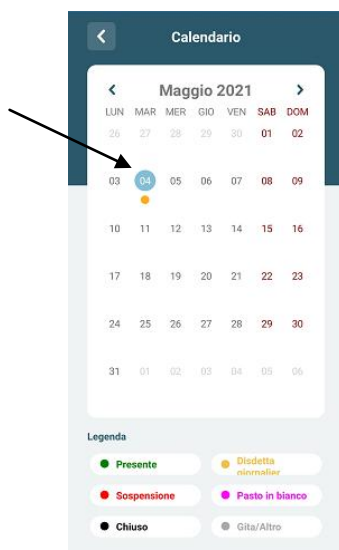 Calendario
Maggio 2021
LUN MAR MER GIO VEN SAB DOM
26 27 28 29 30 01 02
03 04 05 06 07 08 09
10 11 12 13 14 15 16
17 18 19 20 21 22 23
24 25 26 27 28 29 30
31 01 02 03 04 05 06
Legenda
Presente
Disdetta
giornalier
Sospensione
Pasto in bianco
Chiuso
Gita/Altro